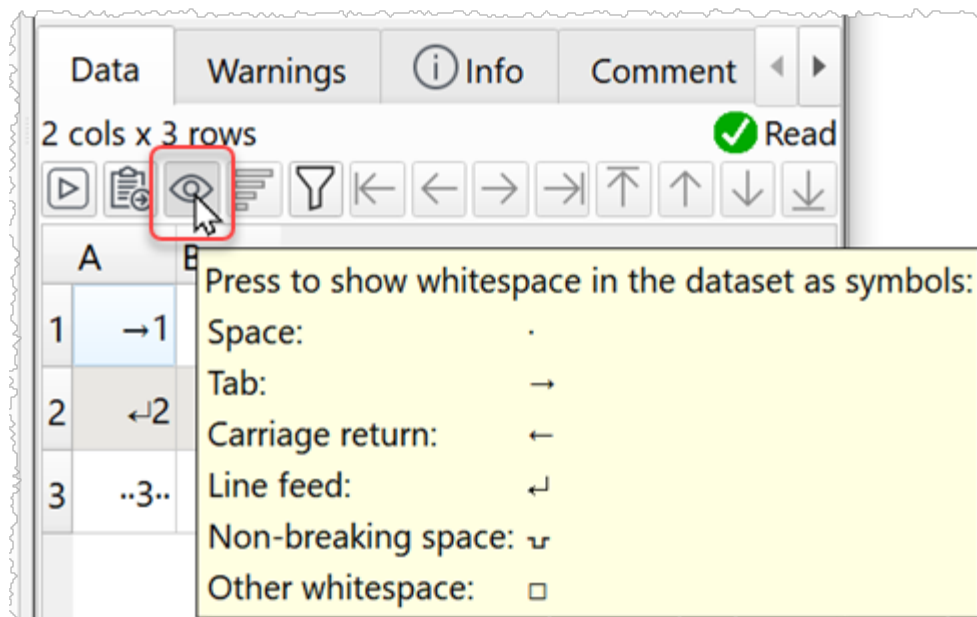 Data Warnings Info Comment
2 cols x 3 rows Read
A
1 →1
2 ↵2
3 ··3··
Press to show whitespace in the dataset as symbols:
Space: ·
Tab: →
Carriage return: ←
Line feed: ↵
Non-breaking space: ⍽
Other whitespace: □